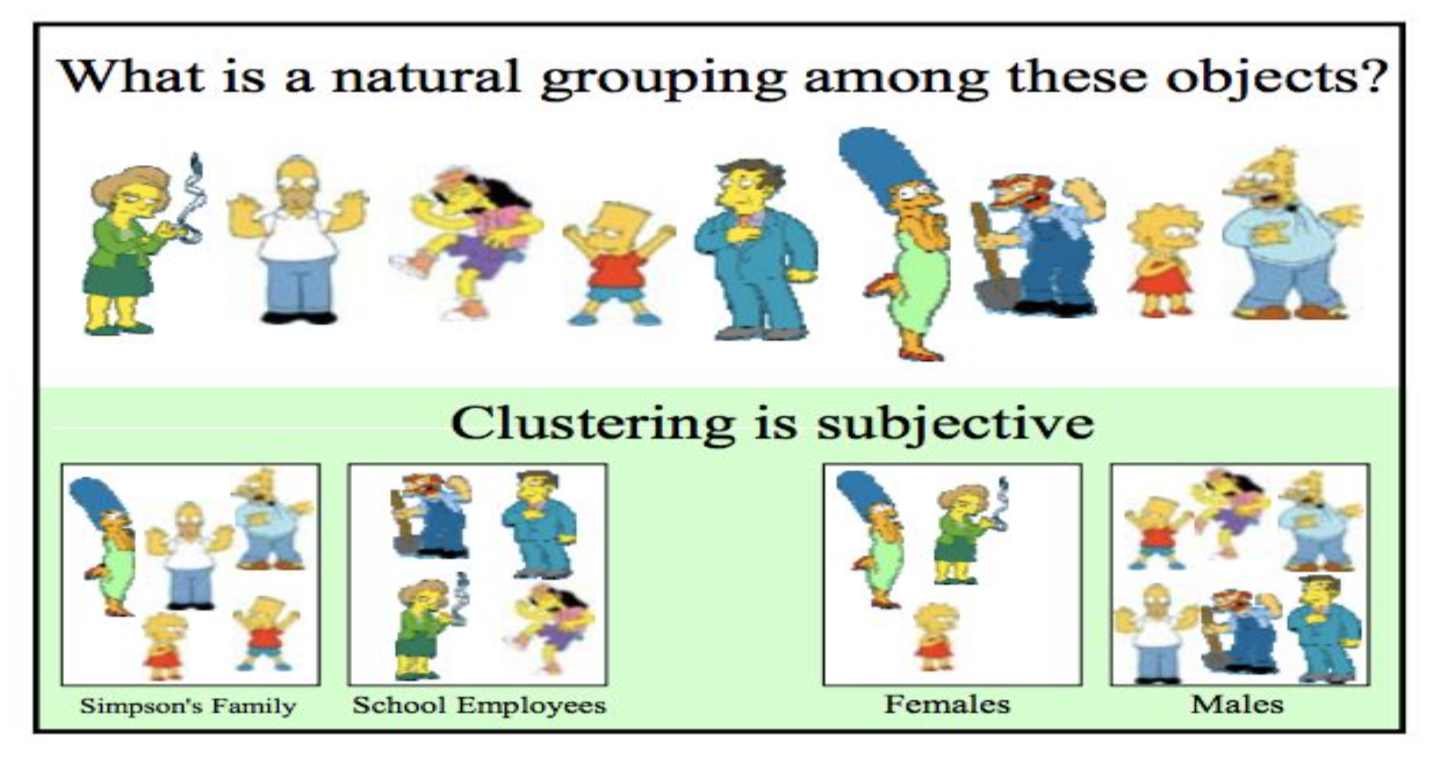 What is a natural grouping among these objects?
Clustering is subjective
Simpson's Family
School Employees
Females
Males